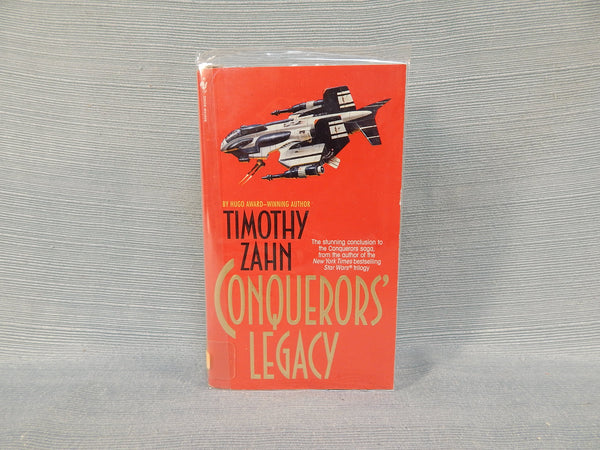 BY HUGO AWARD–WINNING AUTHOR
TIMOTHY
ZAHN
The stunning conclusion to
the Conquerors saga,
from the author of the
New York Times bestselling
Star Wars® trilogy
CONQUERORS'
LEGACY